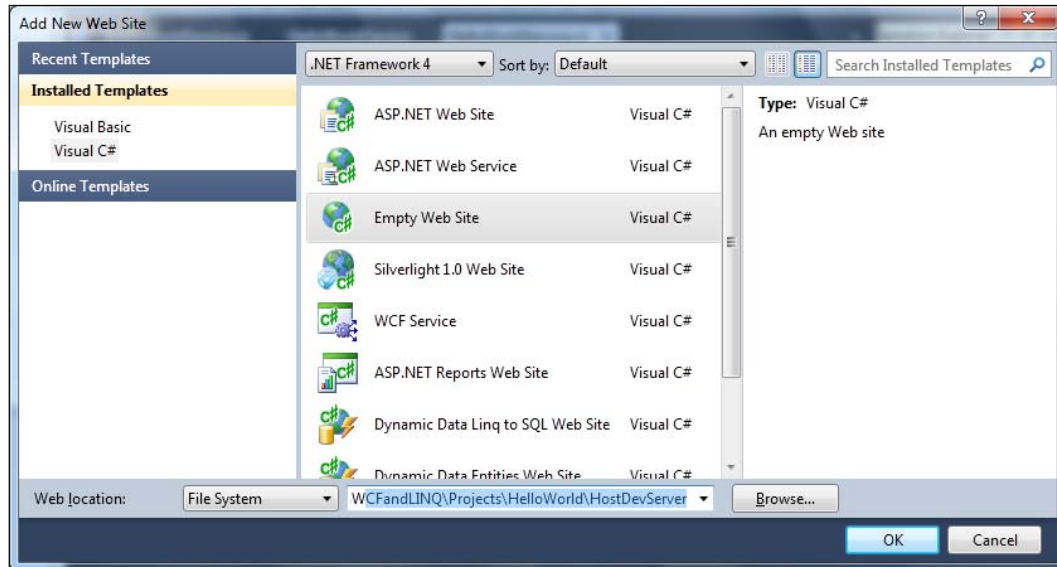 Add New Web Site
Recent Templates
Installed Templates
Visual Basic
Visual C#
Online Templates
.NET Framework 4
Sort by: Default
Search Installed Templates
ASP.NET Web Site Visual C#
ASP.NET Web Service Visual C#
Empty Web Site Visual C#
Silverlight 1.0 Web Site Visual C#
WCF Service Visual C#
ASP.NET Reports Web Site Visual C#
Dynamic Data Linq to SQL Web Site Visual C#
Dynamic Data Entities Web Site Visual C#
Type: Visual C#
An empty Web site
Web location: File System WCFandLINQ\Projects\HelloWorld\HostDevServer Browse...
OK Cancel